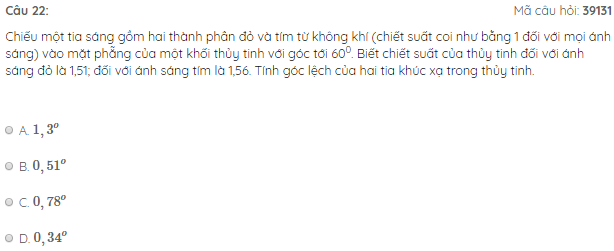 Câu 22: Mã câu hỏi: 39131
Chiếu một tia sáng gồm hai thành phần đỏ và tím từ không khí (chiết suất coi như bằng 1 đối với mọi ánh
sáng) vào mặt phẳng của một khối thủy tinh với góc tới 60⁰. Biết chiết suất của thủy tinh đối với ánh
sáng đỏ là 1,51; đối với ánh sáng tím là 1,56. Tính góc lệch của hai tia khúc xạ trong thủy tinh.
A. 1,3°
B. 0,51°
C. 0,78°
D. 0,34°